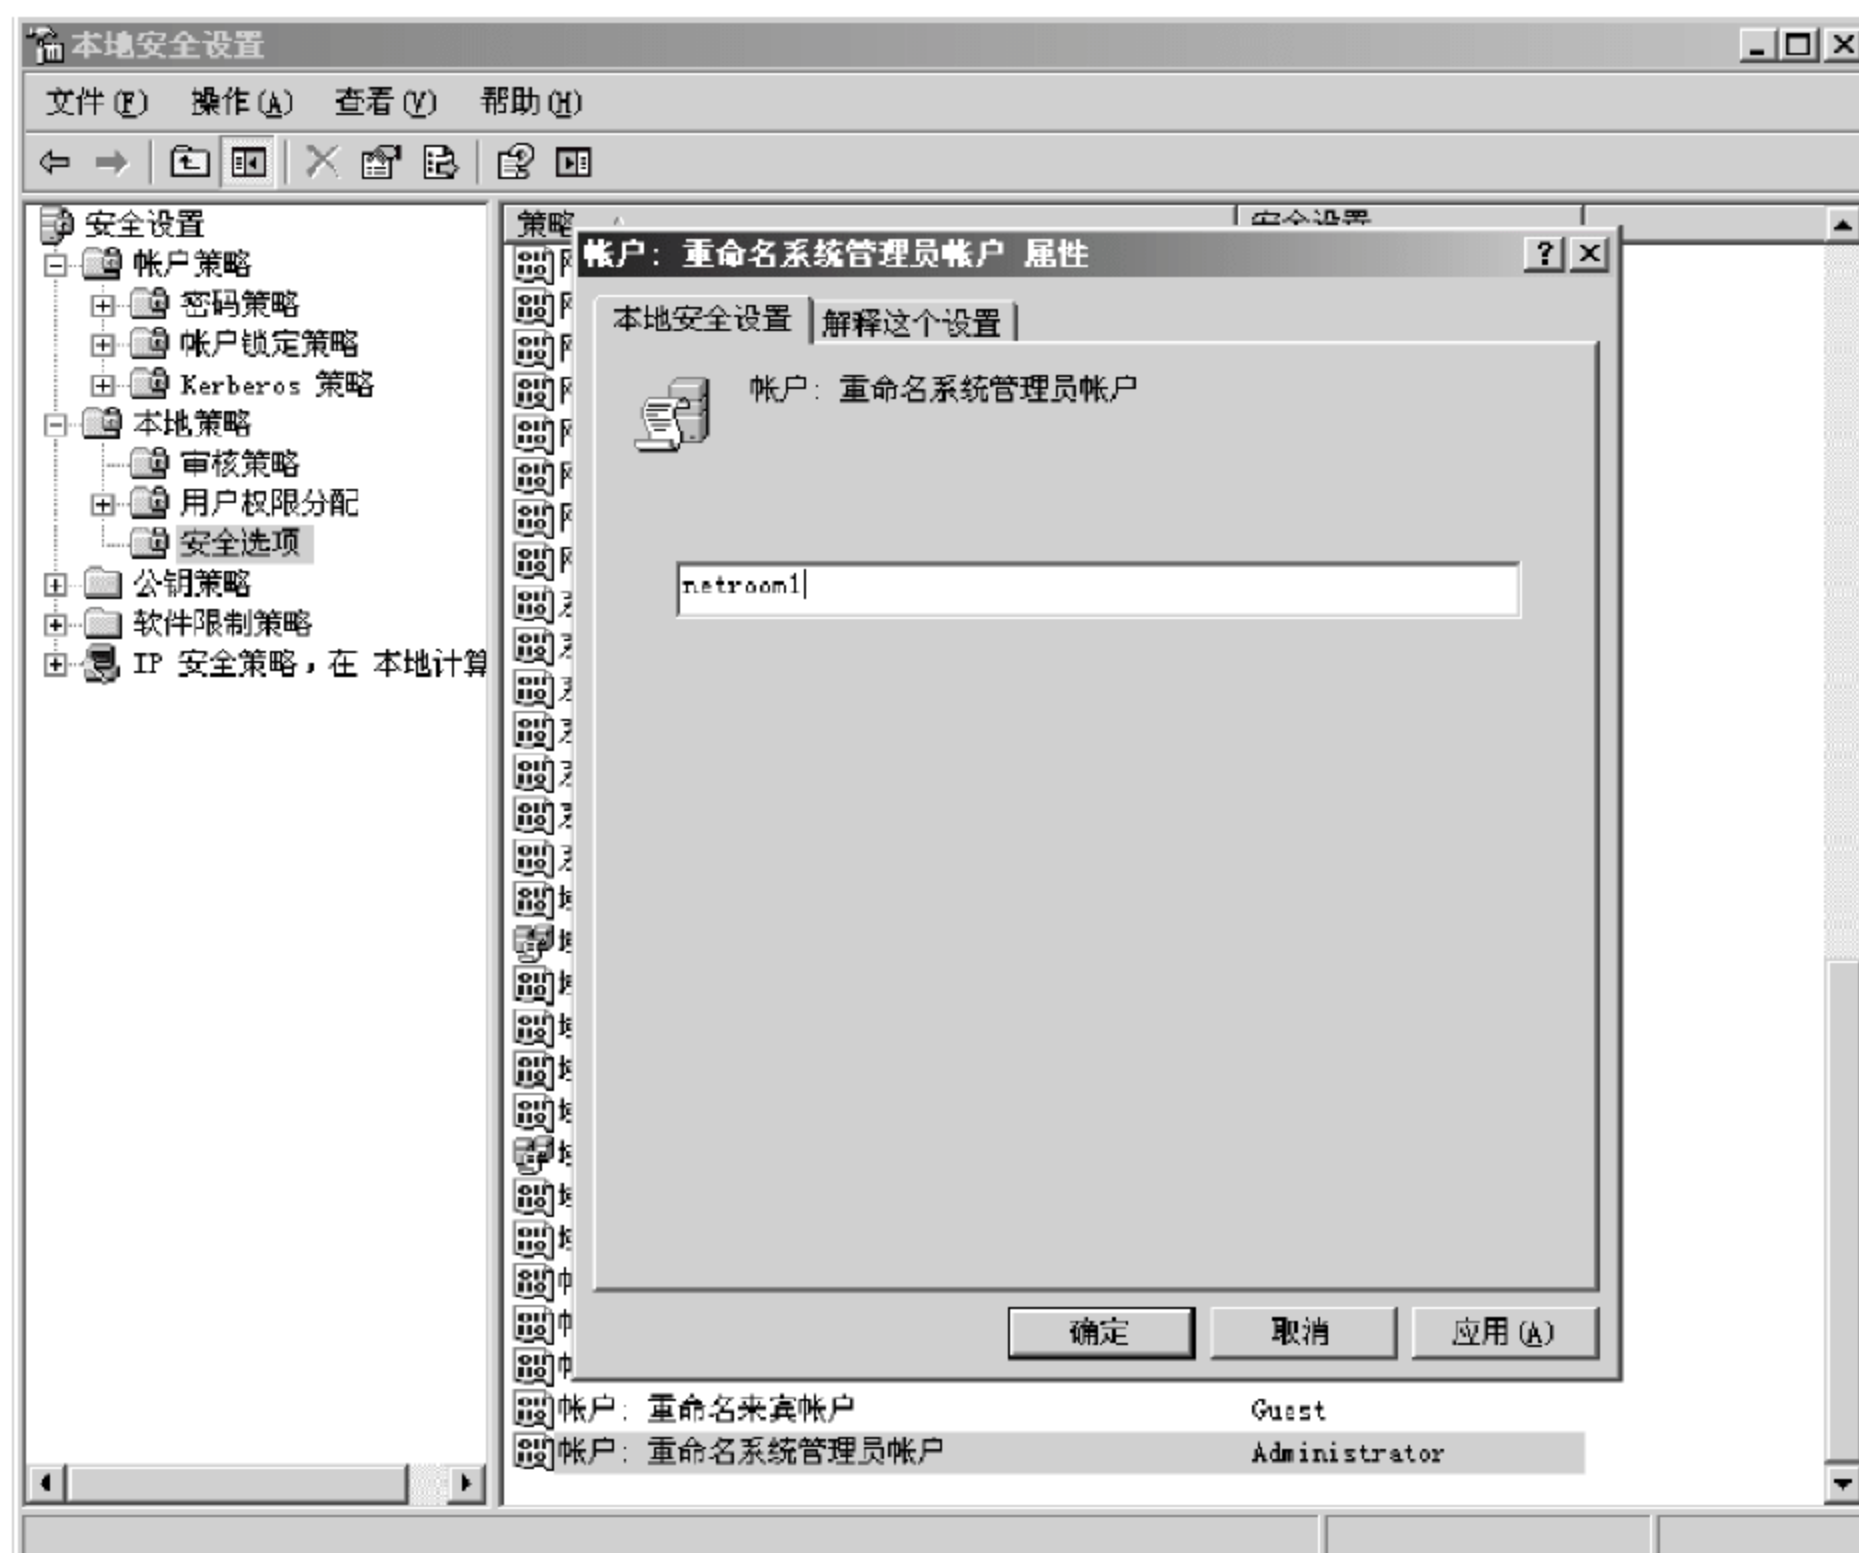 本地安全设置
文件(F) 操作(A) 查看(V) 帮助(H)
安全设置
帐户策略
密码策略
帐户锁定策略
Kerberos 策略
本地策略
审核策略
用户权限分配
安全选项
公钥策略
软件限制策略
IP 安全策略，在 本地计算
策略 安全设置
帐户: 重命名系统管理员帐户 属性
本地安全设置 解释这个设置
帐户: 重命名系统管理员帐户
netroom1
确定 取消 应用(A)
帐户: 重命名来宾帐户 Guest
帐户: 重命名系统管理员帐户 Administrator